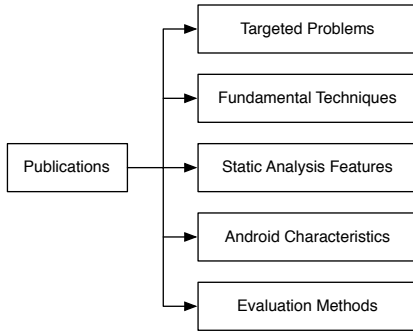 Targeted Problems
Fundamental Techniques
Publications
Static Analysis Features
Android Characteristics
Evaluation Methods